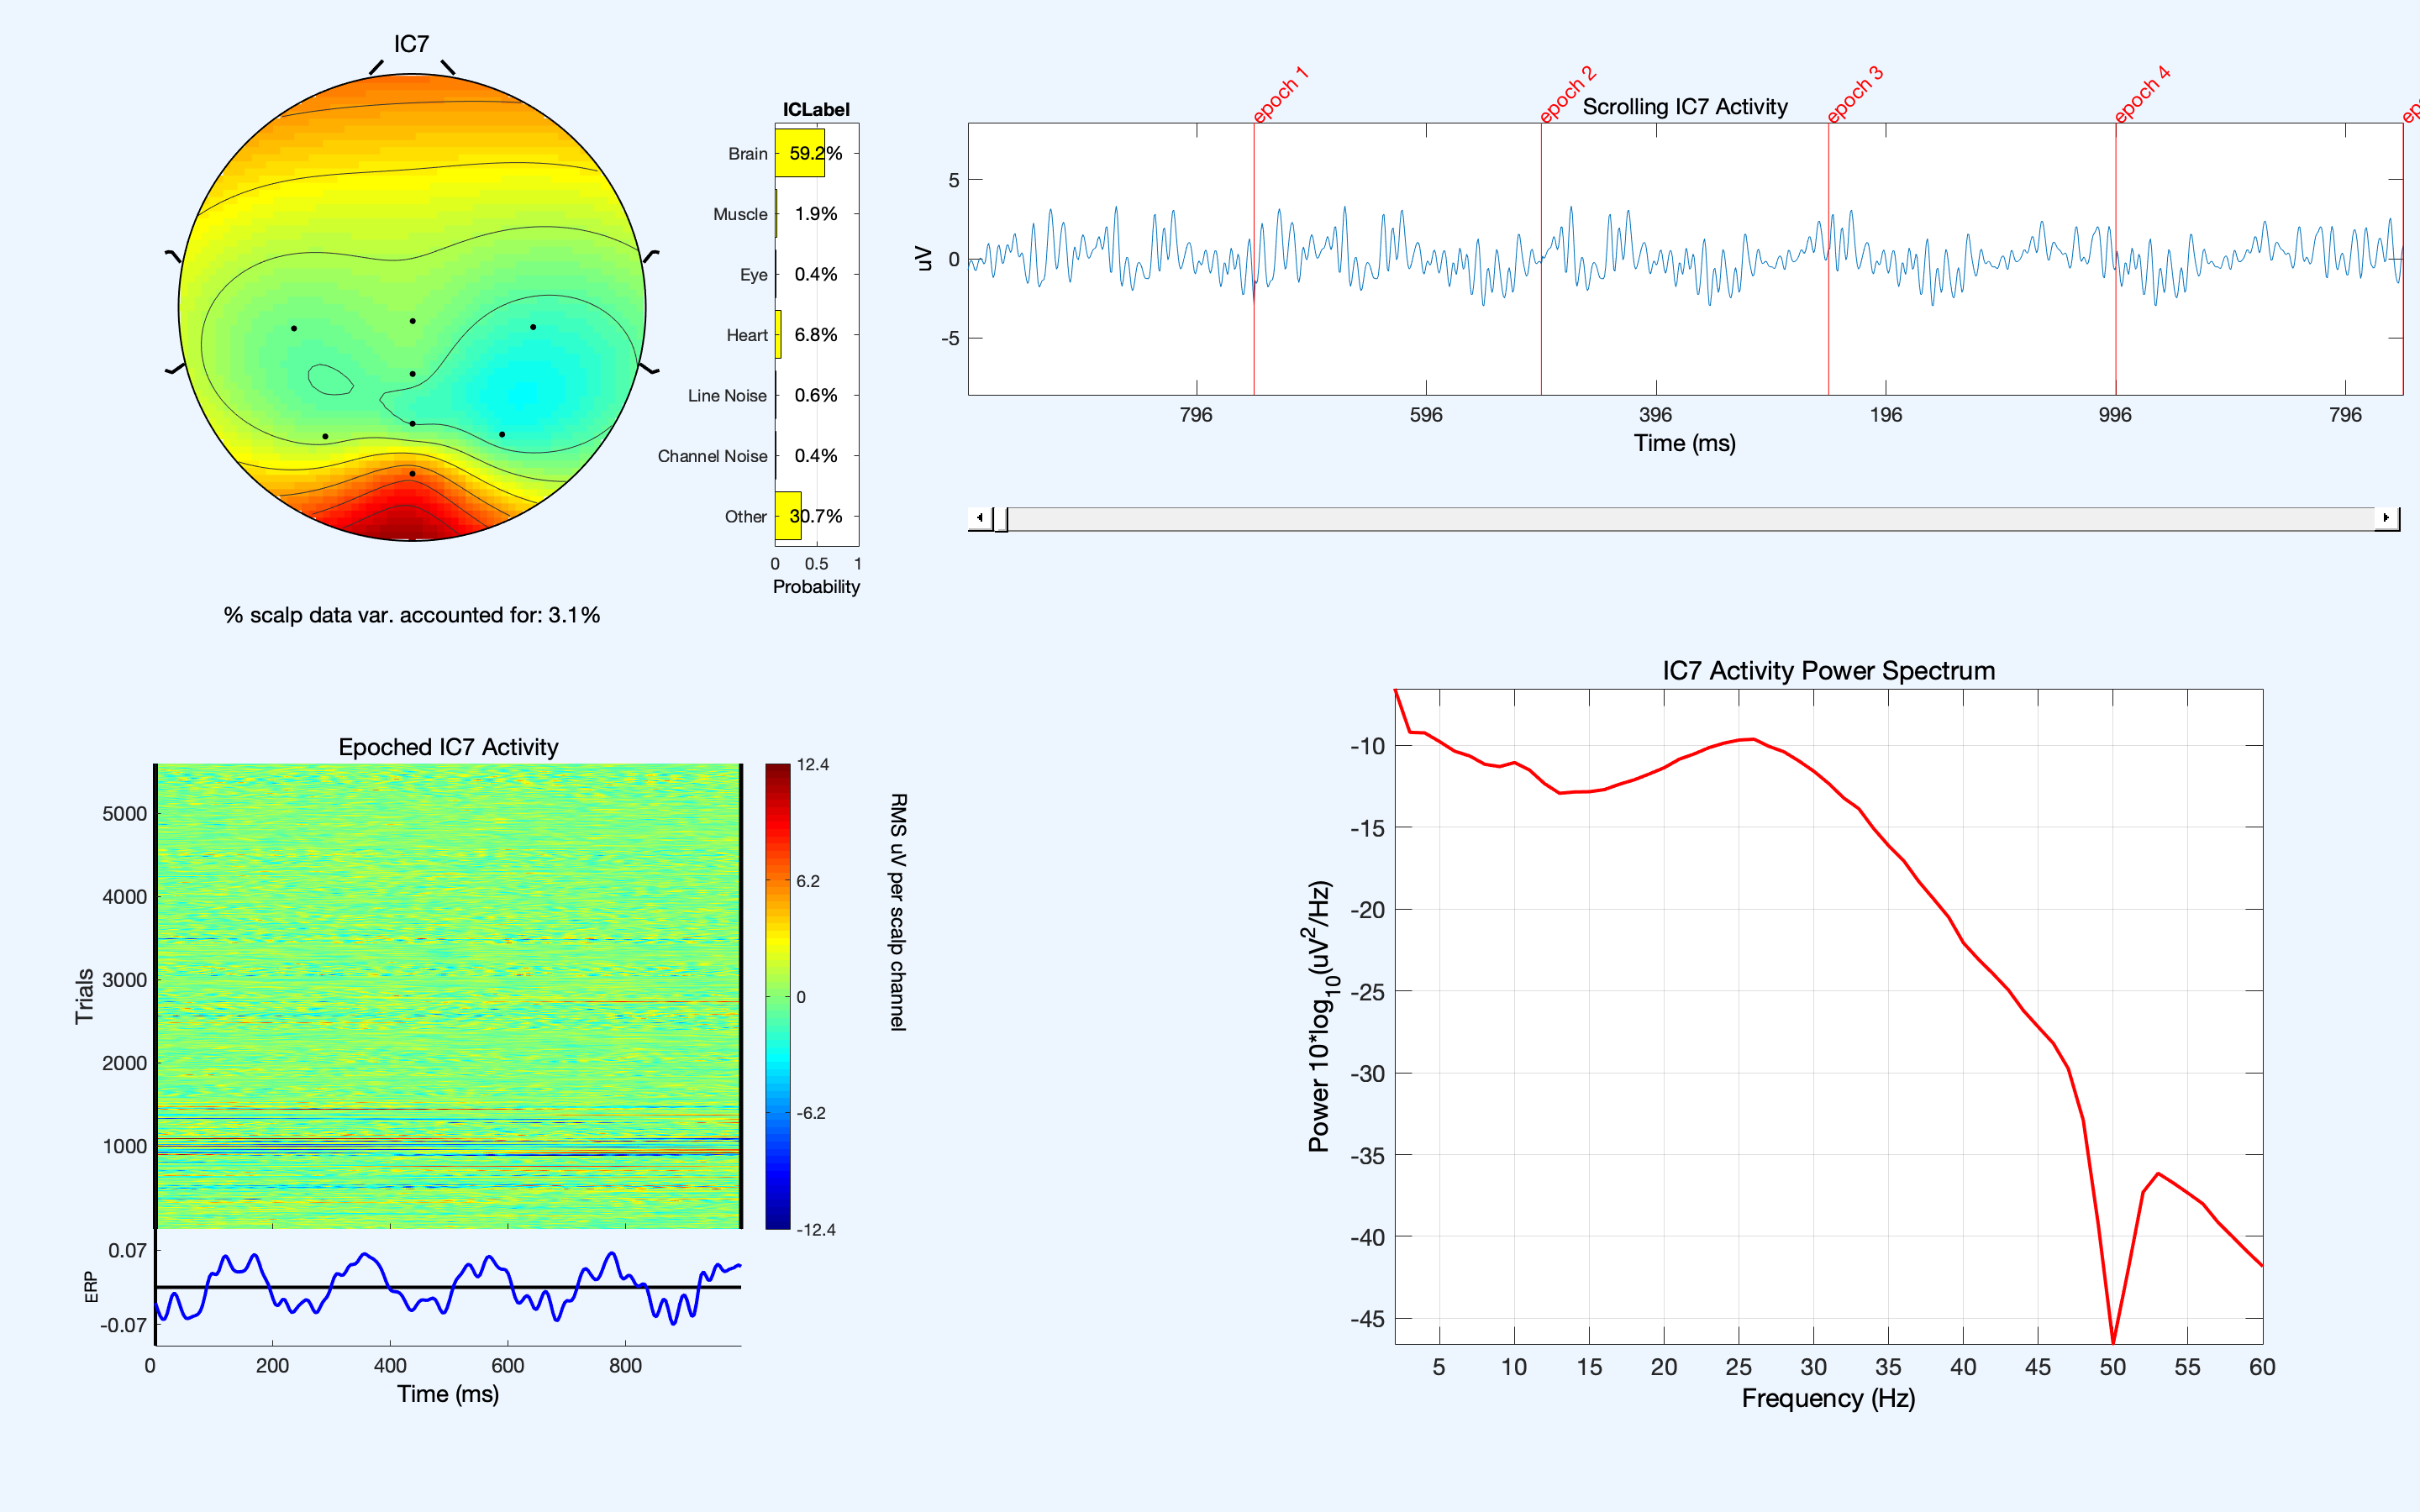 IC7
ICLabel
Brain 59.2%
Muscle 1.9%
Eye 0.4%
Heart 6.8%
Line Noise 0.6%
Channel Noise 0.4%
Other 30.7%
0 0.5 1
Probability
% scalp data var. accounted for: 3.1%
epoch 1
epoch 2
epoch 3
epoch 4
Scrolling IC7 Activity
5
0
-5
uV
796 596 396 196 996 796
Time (ms)
Epoched IC7 Activity
5000
4000
3000
2000
1000
Trials
12.4
6.2
0
-6.2
-12.4
RMS uV per scalp channel
0.07
-0.07
ERP
0 200 400 600 800
Time (ms)
IC7 Activity Power Spectrum
-10
-15
-20
-25
-30
-35
-40
-45
Power 10*log10(uV2/Hz)
5 10 15 20 25 30 35 40 45 50 55 60
Frequency (Hz)